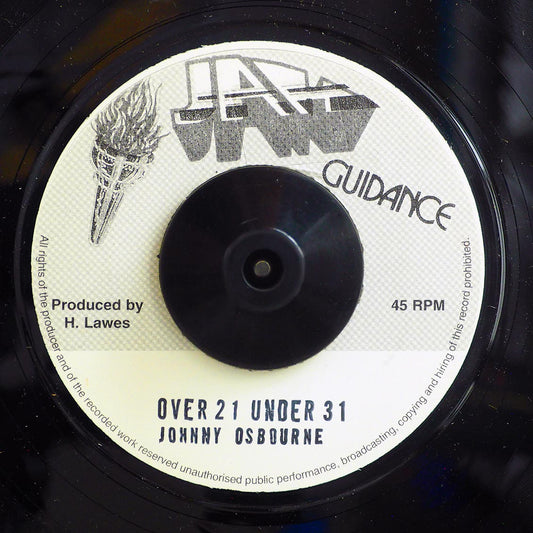 JAH
GUIDANCE
Produced by
H. Lawes
45 RPM
OVER 21 UNDER 31
JOHNNY OSBOURNE
All rights of the producer and of the recorded work reserved unauthorised public performance, broadcasting, copying and hiring of this record prohibited.